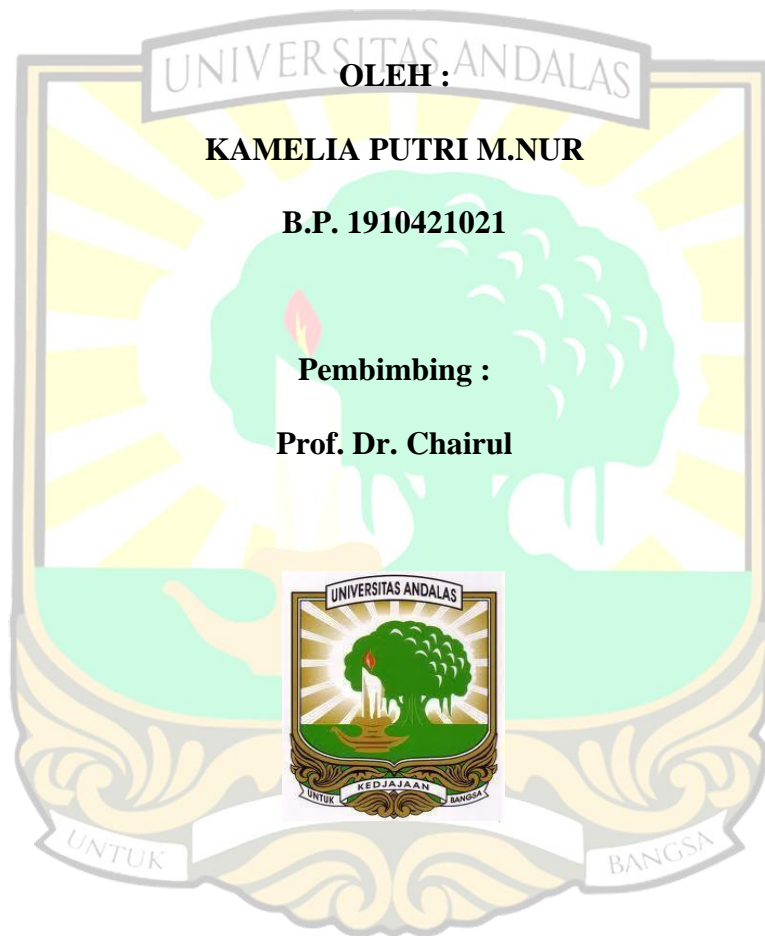 UNIVERSITAS ANDALAS
OLEH :
KAMELIA PUTRI M.NUR
B.P. 1910421021
Pembimbing :
Prof. Dr. Chairul
UNIVERSITAS ANDALAS
UNTUK KEDJAJAAN BANGSA
UNTUK BANGSA